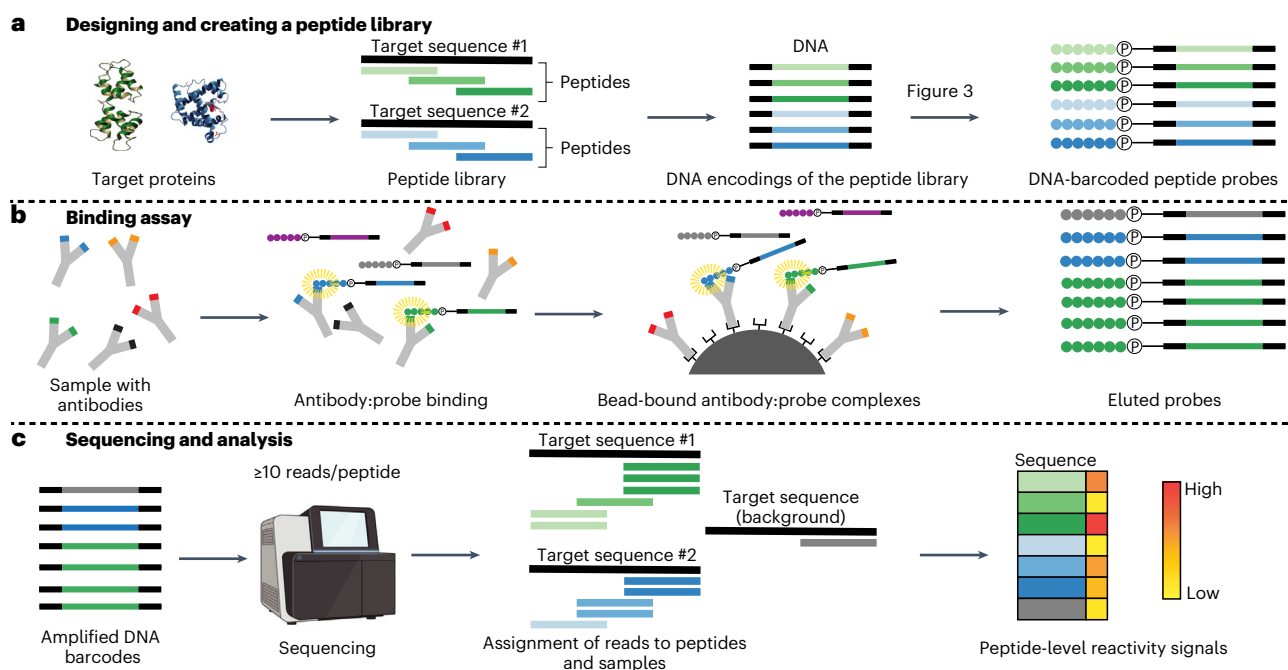 a Designing and creating a peptide library
Target proteins
Target sequence #1
Peptides
Target sequence #2
Peptides
Peptide library
DNA
DNA encodings of the peptide library
Figure 3
P
P
P
P
P
P
DNA-barcoded peptide probes
b Binding assay
Sample with
antibodies
P
P
P
P
Antibody:probe binding
P
P
P
P
Bead-bound antibody:probe complexes
P
P
P
P
P
P
P
Eluted probes
c Sequencing and analysis
Amplified DNA
barcodes
≥10 reads/peptide
Sequencing
Target sequence #1
Target sequence #2
Target sequence
(background)
Assignment of reads to peptides
and samples
Sequence
High
Low
Peptide-level reactivity signals